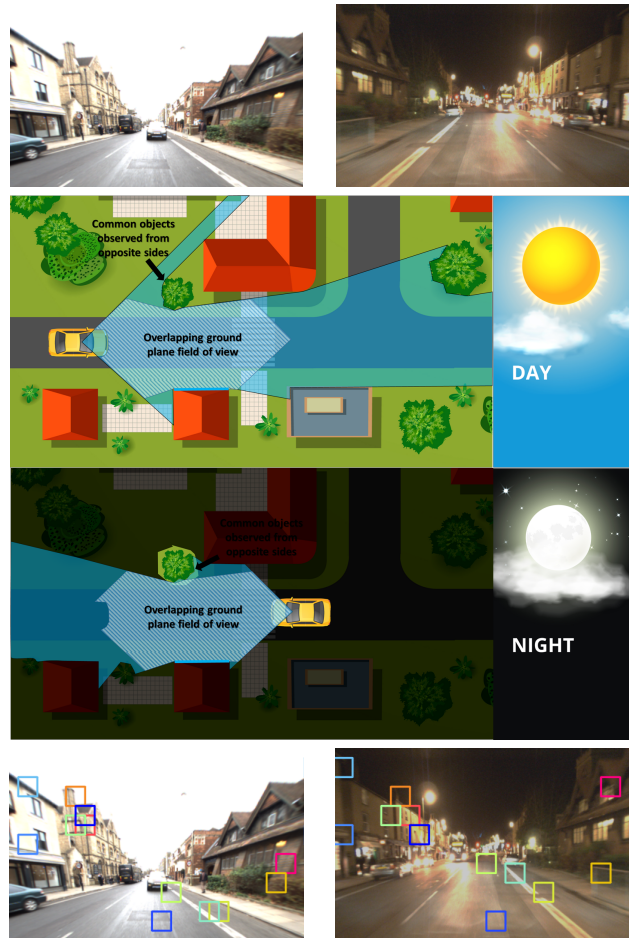 Common objects
observed from
opposite sides
Overlapping ground
plane field of view
DAY
Common objects
observed from
opposite sides
Overlapping ground
plane field of view
NIGHT